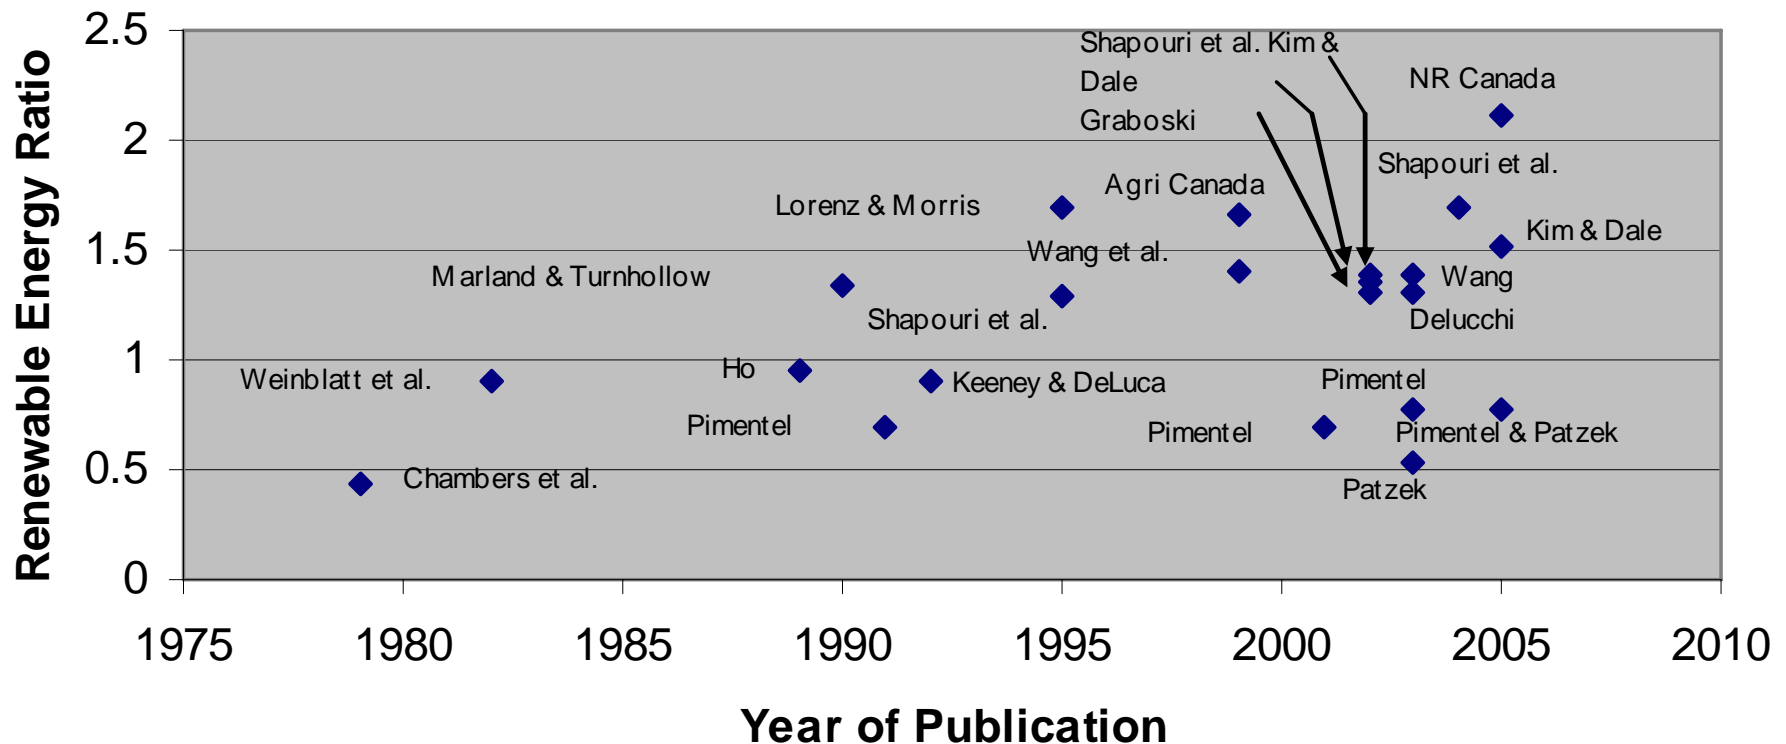 Renewable Energy Ratio
2.5
2
1.5
1
0.5
0
Shapouri et al. Kim &
Dale
Graboski
NR Canada
Shapouri et al.
Agri Canada
Lorenz & Morris
Kim & Dale
Wang et al.
Marland & Turnhollow
Wang
Shapouri et al.
Delucchi
Ho
Weinblatt et al.
Keeney & DeLuca
Pimentel
Pimentel
Pimentel
Pimentel & Patzek
Chambers et al.
Patzek
1975 1980 1985 1990 1995 2000 2005 2010
Year of Publication